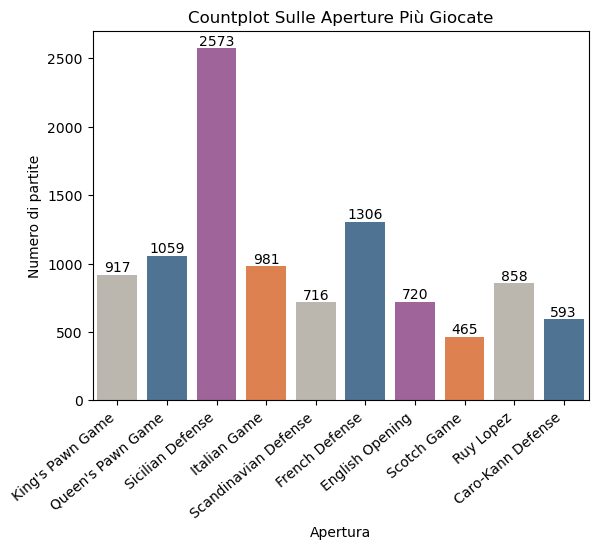 Countplot Sulle Aperture Più Giocate
Numero di partite
2500
2000
1500
1000
500
0
917
1059
2573
981
716
1306
720
465
858
593
King's Pawn Game
Queen's Pawn Game
Sicilian Defense
Italian Game
Scandinavian Defense
French Defense
English Opening
Scotch Game
Ruy Lopez
Caro-Kann Defense
Apertura